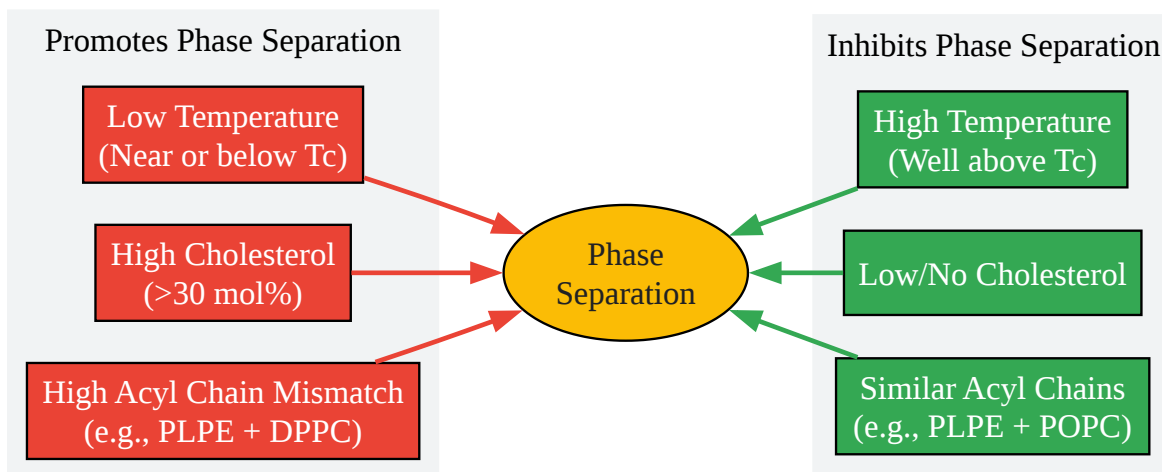 Promotes Phase Separation
Low Temperature
(Near or below Tc)
High Cholesterol
(>30 mol%)
High Acyl Chain Mismatch
(e.g., PLPE + DPPC)
Phase
Separation
Inhibits Phase Separation
High Temperature
(Well above Tc)
Low/No Cholesterol
Similar Acyl Chains
(e.g., PLPE + POPC)